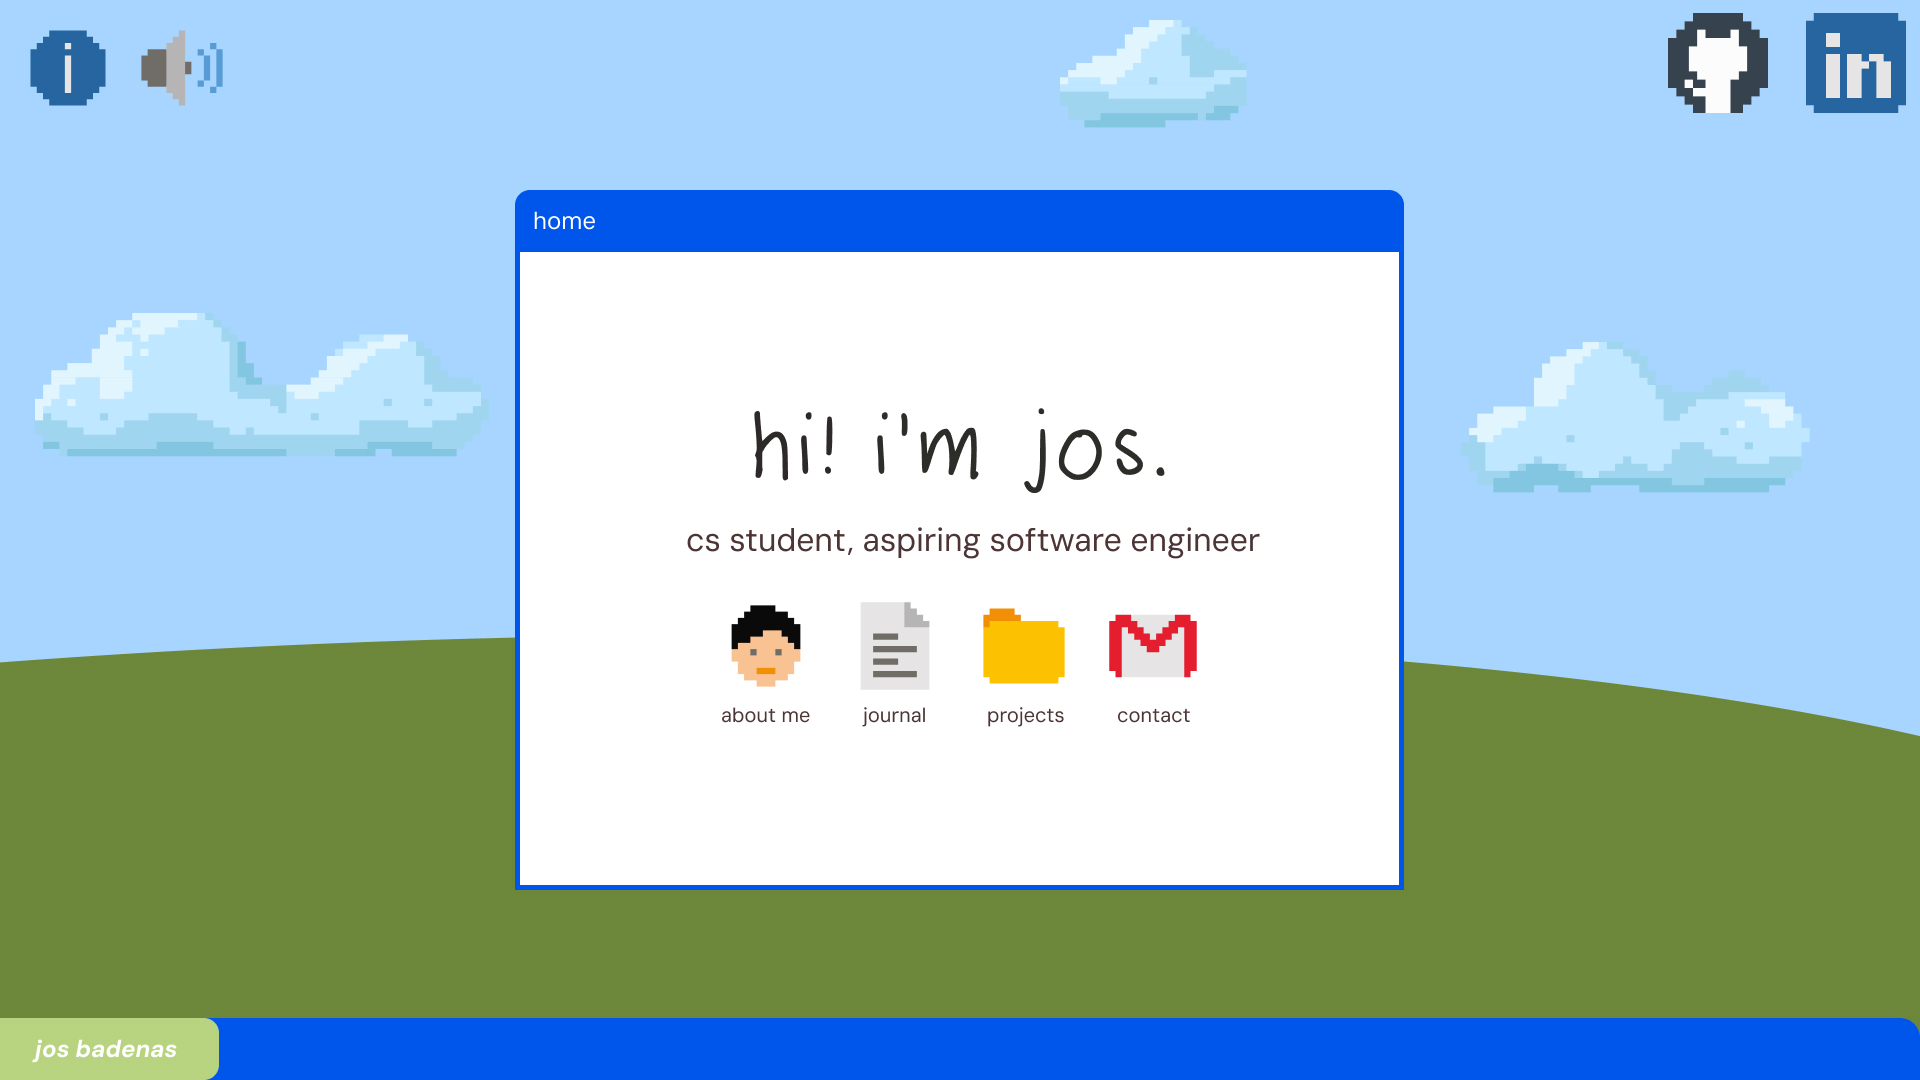 i
in
home
hi! i'm jos.
cs student, aspiring software engineer
about me
journal
projects
contact
jos badenas